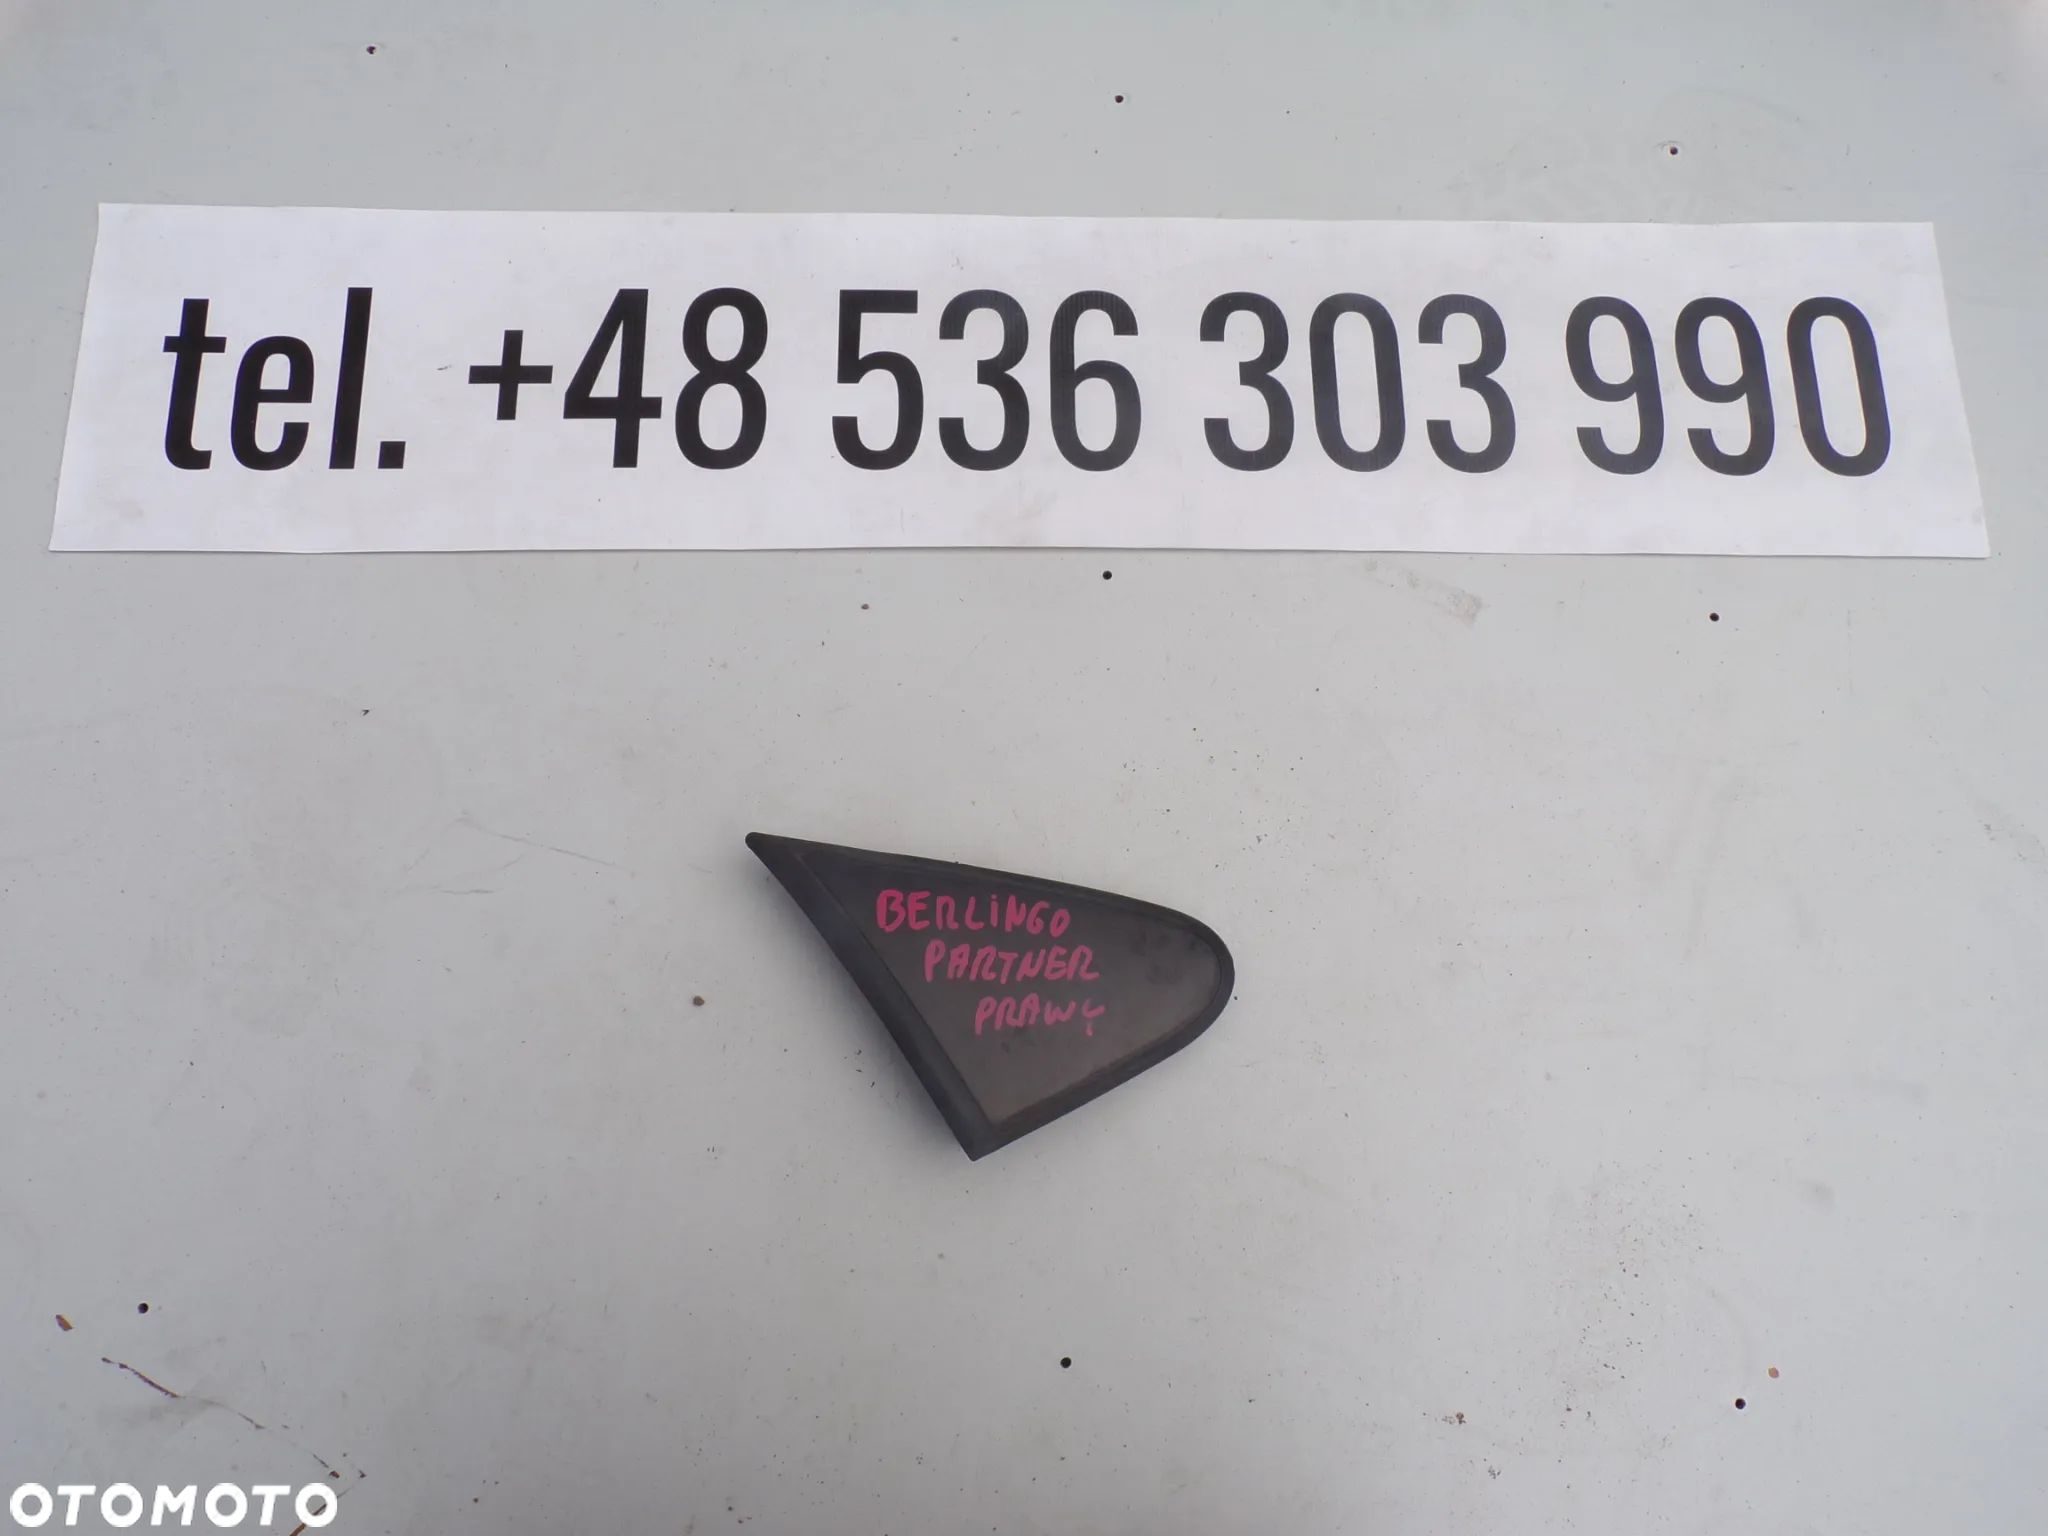 tel. +48 536 303 990
BERLiNGO
PARTNER
PRAWY
OTOMOTO